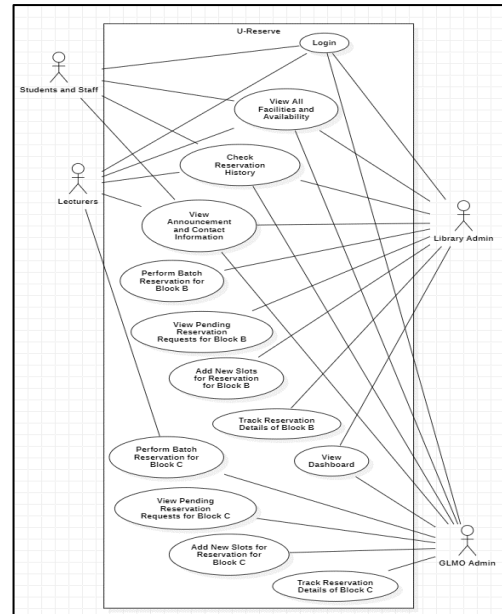 U-Reserve
Login
Students and Staff
View All
Facilities and
Availability
Check
Reservation
History
Lecturers
View
Announcement
and Contact
Information
Library Admin
Perform Batch
Reservation for
Block B
View Pending
Reservation
Requests for Block B
Add New Slots
for Reservation
for Block B
Track Reservation
Details of Block B
Perform Batch
Reservation for
Block C
View
Dashboard
View Pending
Reservation
Requests for Block C
Add New Slots for
Reservation for
Block C
GLMO Admin
Track Reservation
Details of Block C